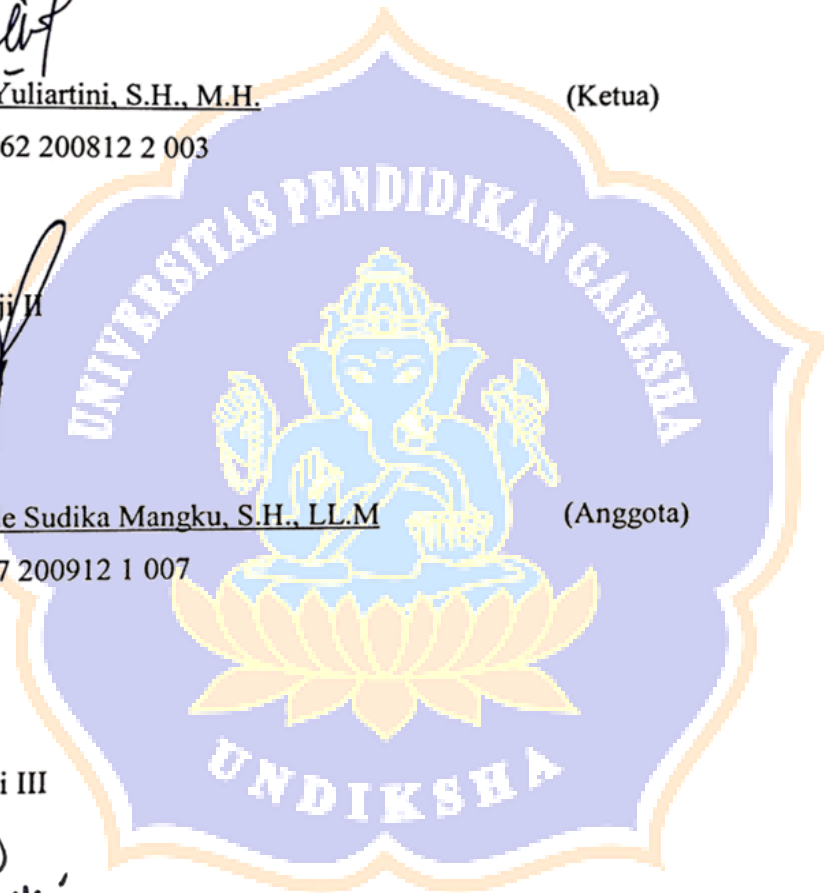 Yuliartini, S.H., M.H. (Ketua)
62 200812 2 003
UNIVERSITAS PENDIDIKAN GANESHA
ji II
e Sudika Mangku, S.H., LL.M (Anggota)
7 200912 1 007
i III
UNDIKSHA